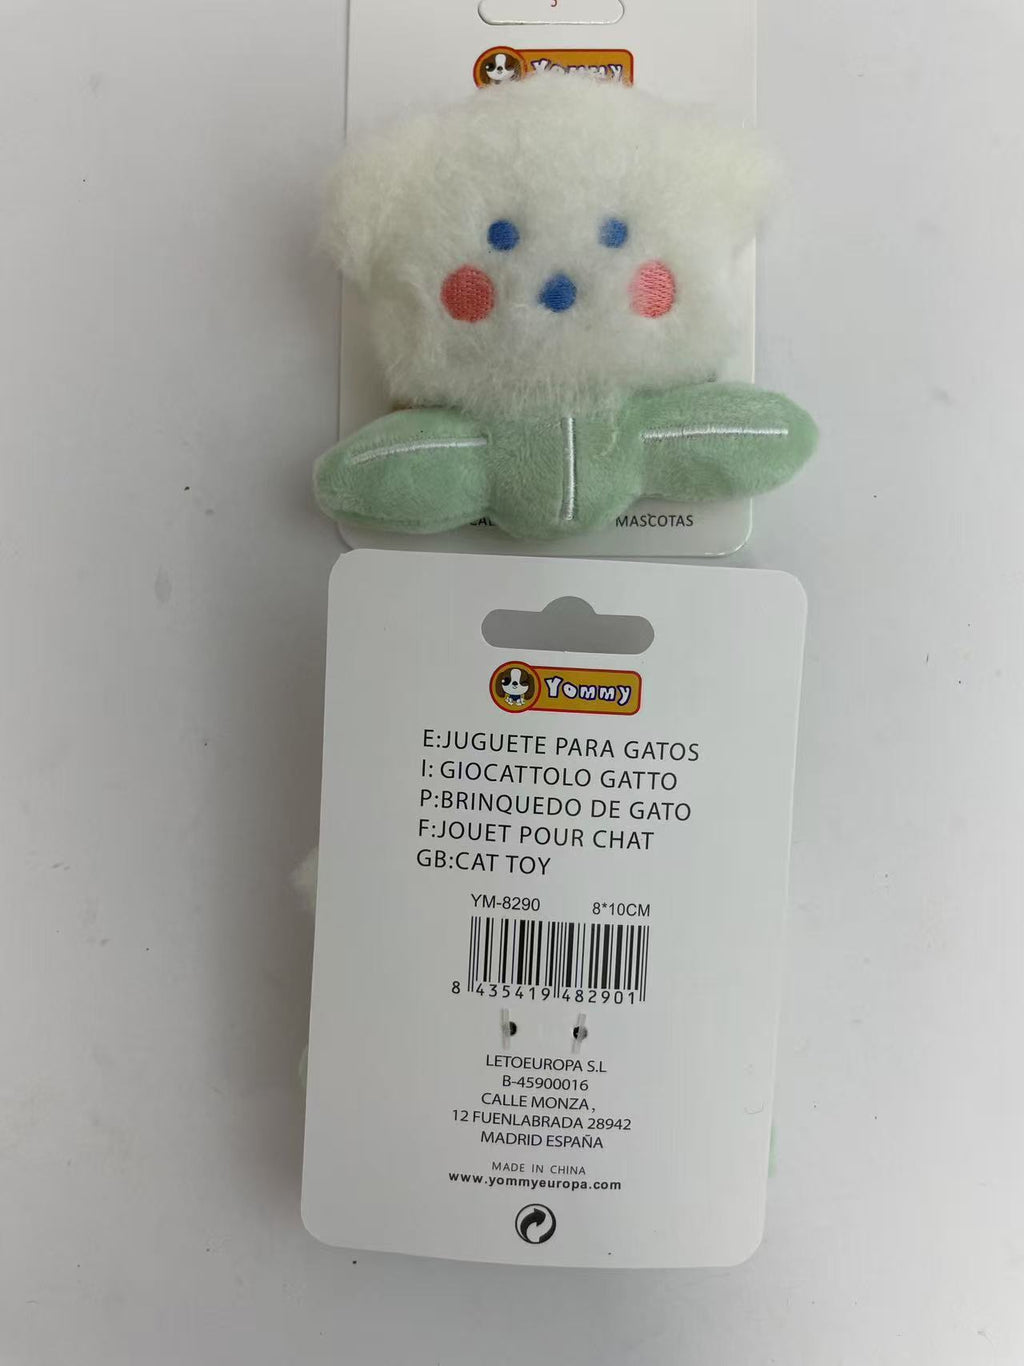 Yommy
MASCOTAS
Yommy
E:JUGUETE PARA GATOS
I: GIOCATTOLO GATTO
P:BRINQUEDO DE GATO
F:JOUET POUR CHAT
GB:CAT TOY
YM-8290 8*10CM
8 435419 482901
LETOEUROPA S.L
B-45900016
CALLE MONZA,
12 FUENLABRADA 28942
MADRID ESPAÑA
MADE IN CHINA
www.yommyeuropa.com